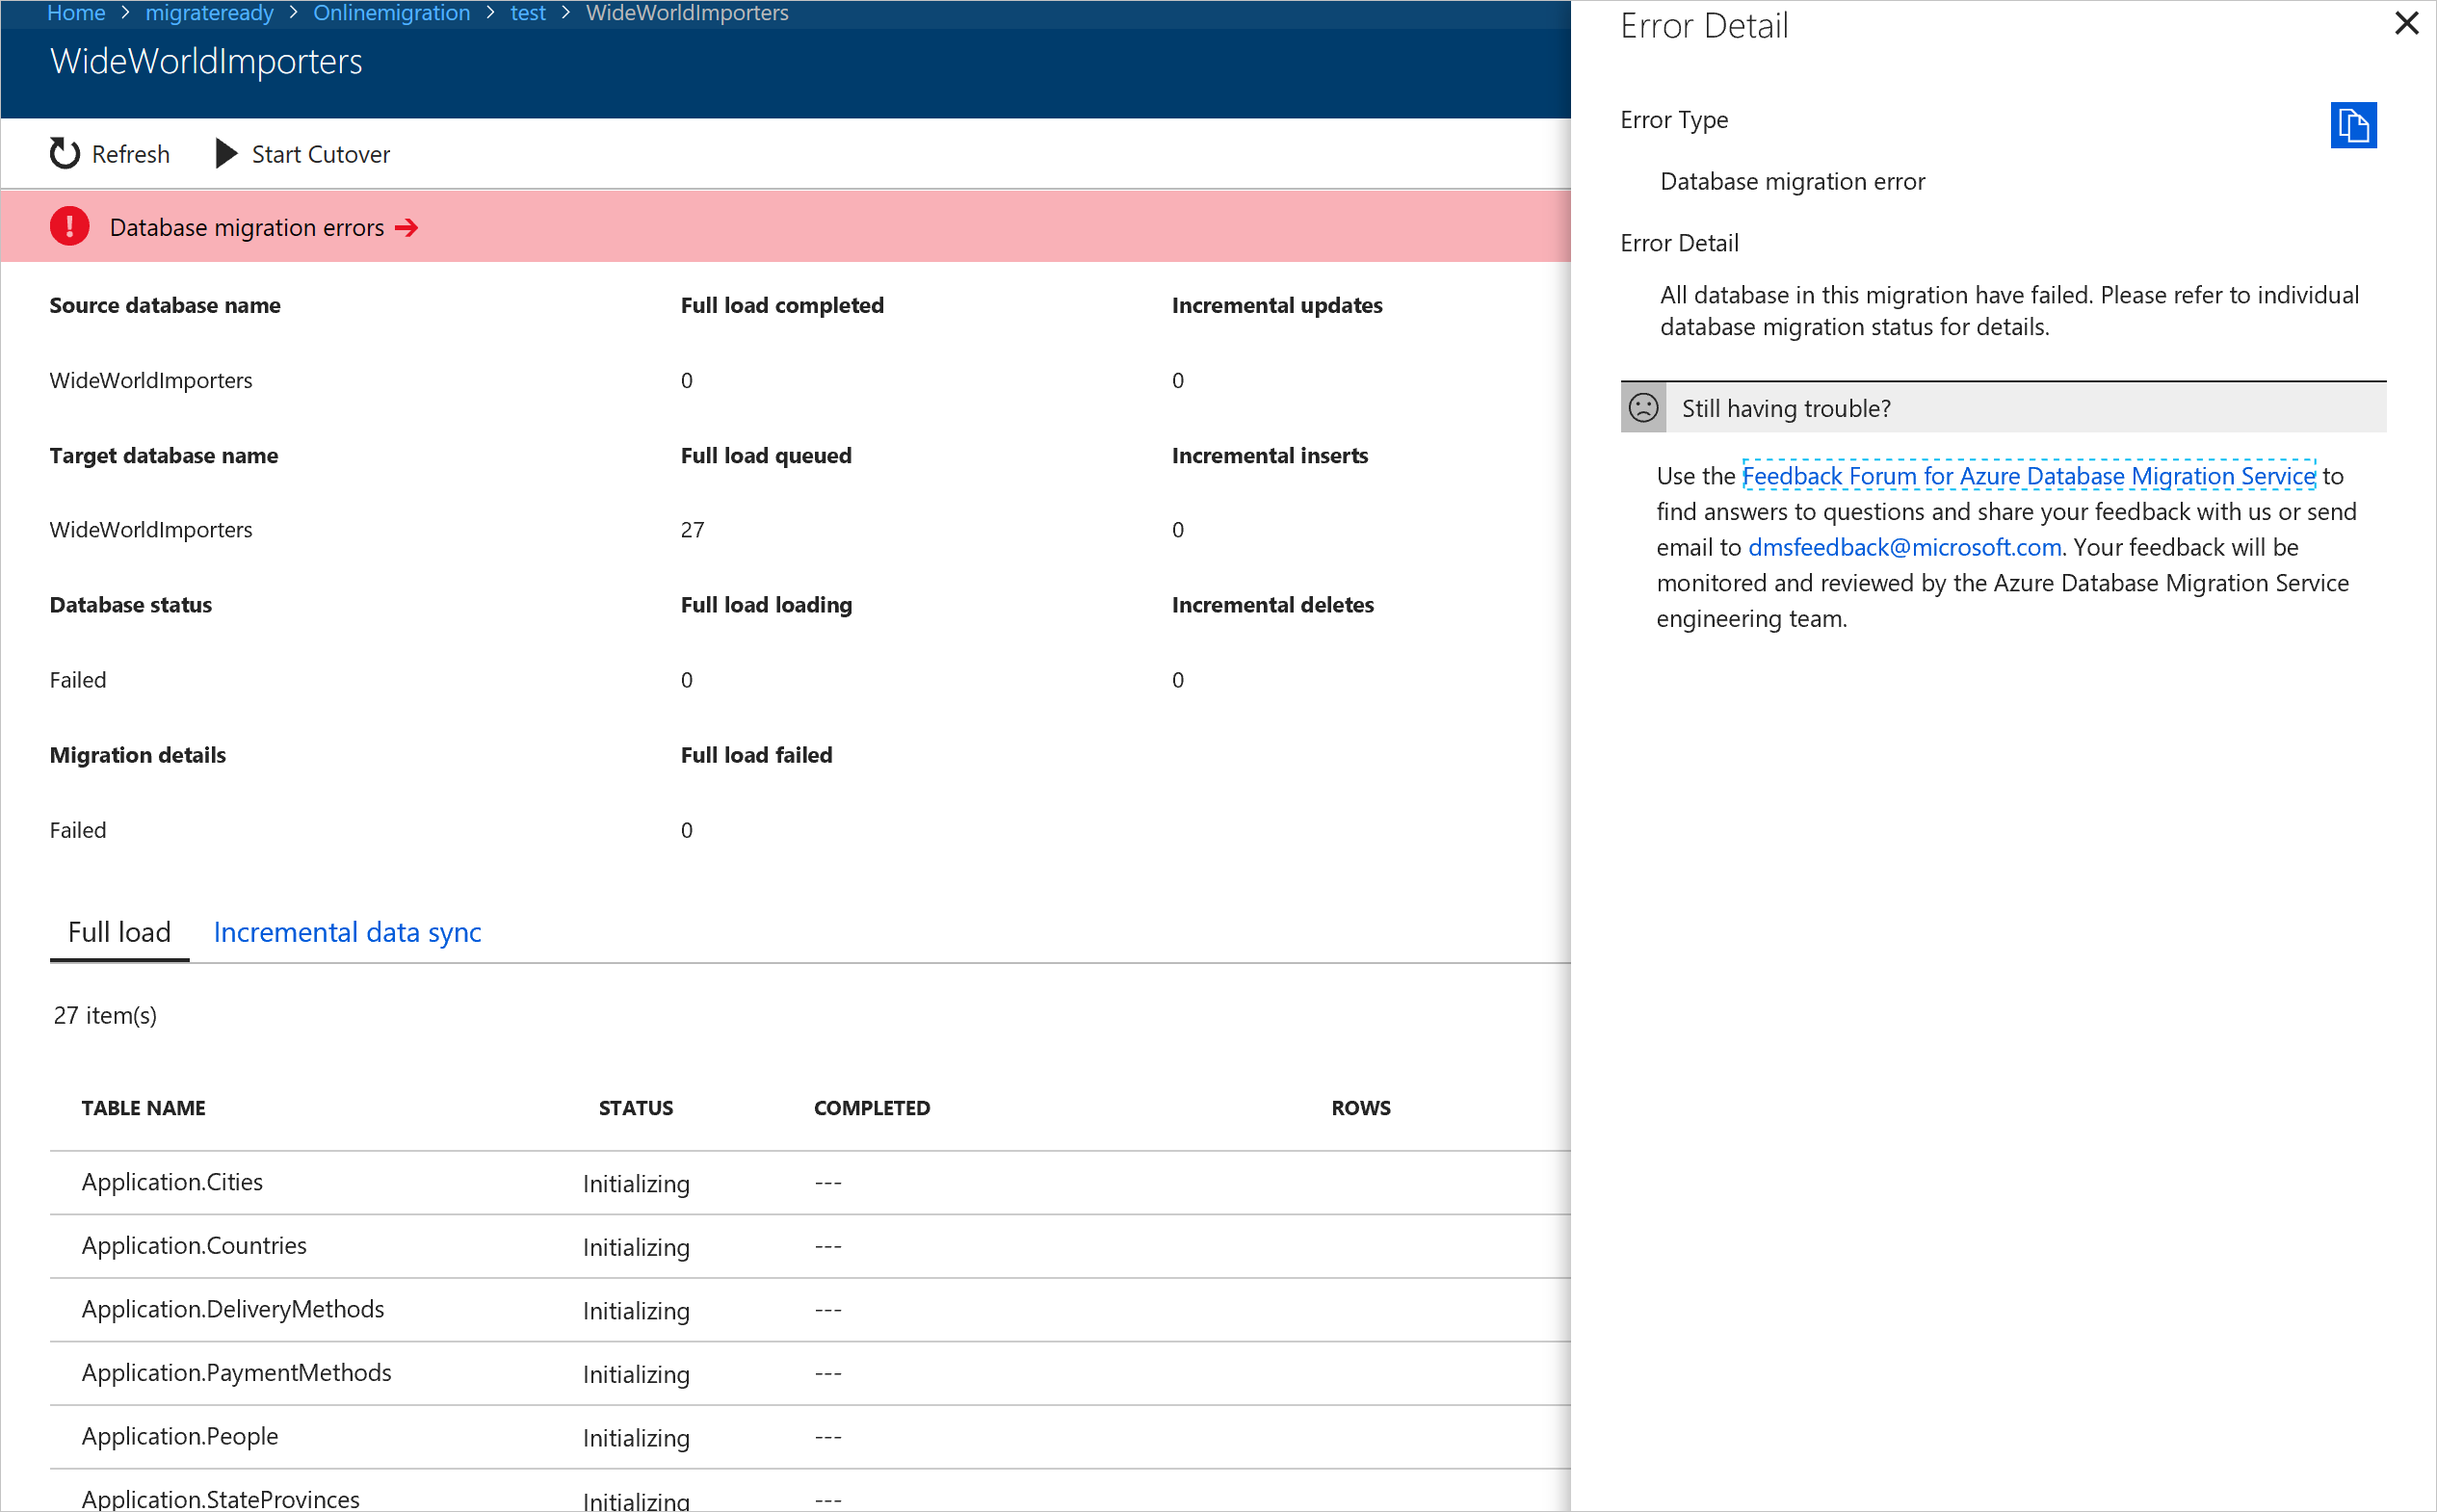 Home > migrateready > Onlinemigration > test > WideWorldImporters
WideWorldImporters
Refresh Start Cutover
Database migration errors →
Source database name Full load completed Incremental updates
WideWorldImporters 0 0
Target database name Full load queued Incremental inserts
WideWorldImporters 27 0
Database status Full load loading Incremental deletes
Failed 0 0
Migration details Full load failed
Failed 0
Full load Incremental data sync
27 item(s)
TABLE NAME STATUS COMPLETED ROWS
Application.Cities Initializing ---
Application.Countries Initializing ---
Application.DeliveryMethods Initializing ---
Application.PaymentMethods Initializing ---
Application.People Initializing ---
Application.StateProvinces Initializing ---
Error Detail
Error Type
Database migration error
Error Detail
All database in this migration have failed. Please refer to individual
database migration status for details.
Still having trouble?
Use the Feedback Forum for Azure Database Migration Service to
find answers to questions and share your feedback with us or send
email to dmsfeedback@microsoft.com. Your feedback will be
monitored and reviewed by the Azure Database Migration Service
engineering team.